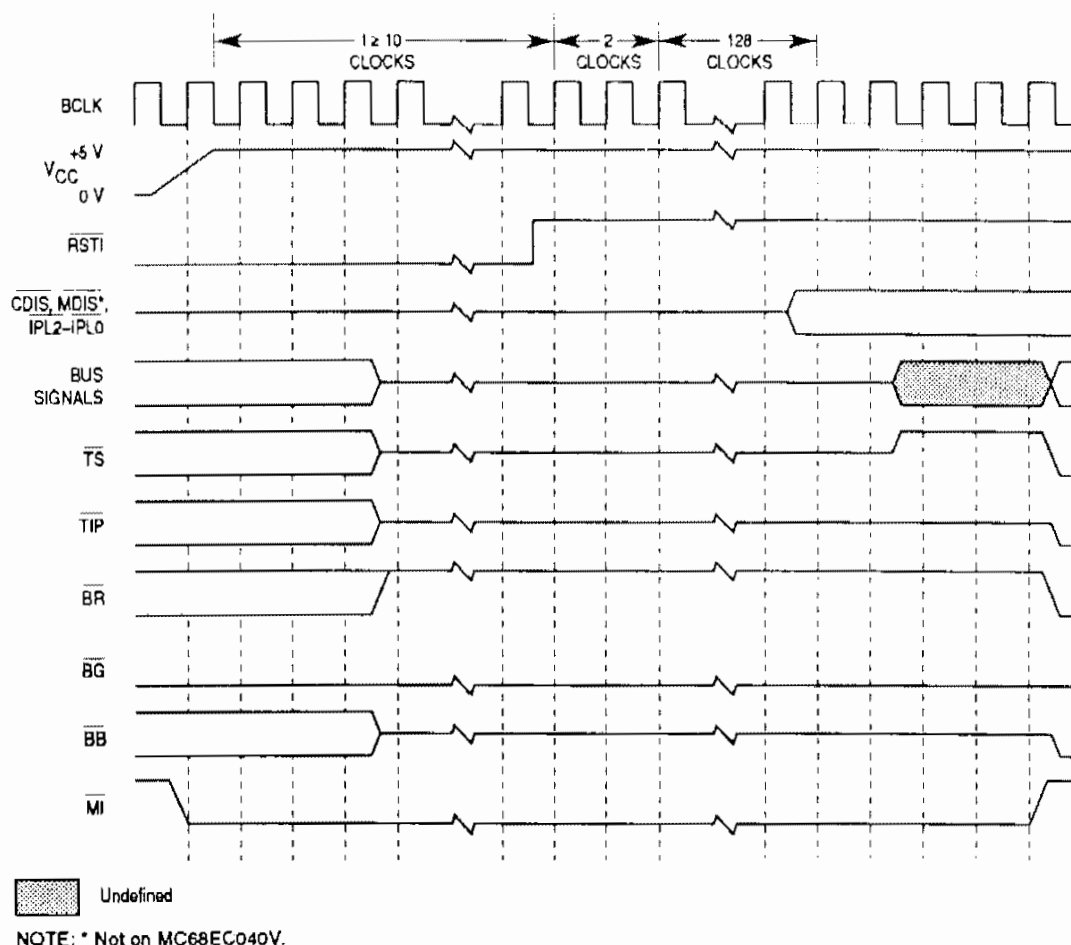 1 ≥ 10 CLOCKS
2 CLOCKS
128 CLOCKS
BCLK
+5 V
VCC
0 V
RSTI
CDIS, MDIS*,
IPL2–IPL0
BUS
SIGNALS
TS
TIP
BR
BG
BB
MI
Undefined
NOTE: * Not on MC68EC040V.